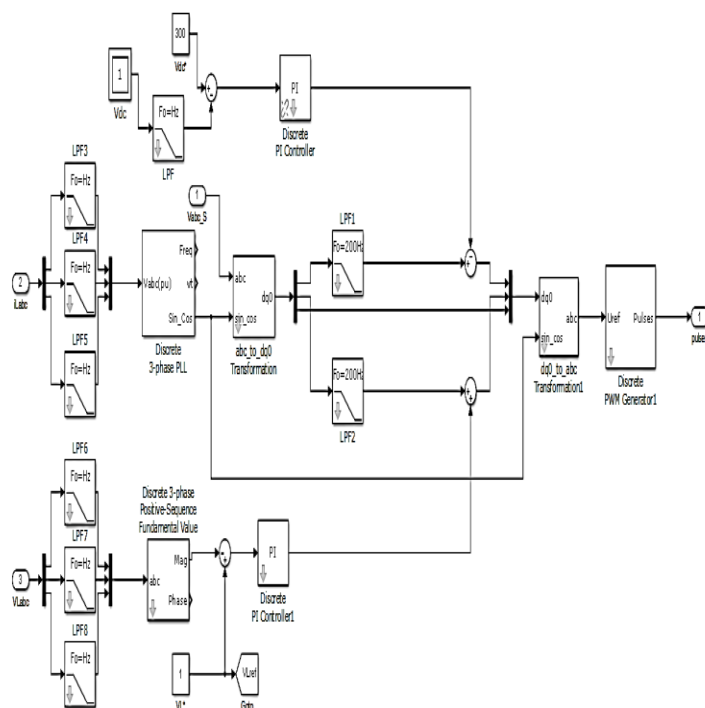 300
Vdc*
1
Vdc
Fo=Hz
LPF
PI
Discrete
PI Controller
LPF3
Fo=Hz
LPF4
Fo=Hz
LPF5
Fo=Hz
2
iLabc
1
Vabc_S
Freq
Vabc(pu)
wt
Sin_Cos
Discrete
3-phase PLL
abc
dq0
sin_cos
abc_to_dq0
Transformation
LPF1
Fo=200Hz
Fo=200Hz
LPF2
dq0
abc
sin_cos
dq0_to_abc
Transformation1
Uref
Pulses
Discrete
PWM Generator1
1
pulses
LPF6
Fo=Hz
LPF7
Fo=Hz
LPF8
Fo=Hz
3
VLabc
Discrete 3-phase
Positive-Sequence
Fundamental Value
Mag
abc
Phase
PI
Discrete
PI Controller1
1
VL*
VLref
Goto